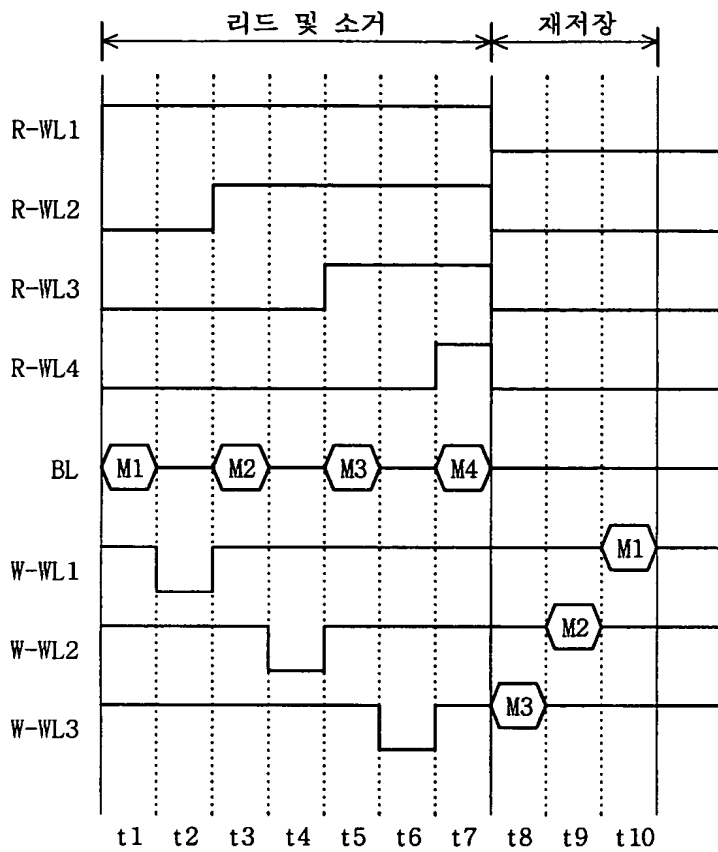 리드 및 소거 재저장
R-WL1
R-WL2
R-WL3
R-WL4
BL M1 M2 M3 M4
W-WL1 M1
W-WL2 M2
W-WL3 M3
t1 t2 t3 t4 t5 t6 t7 t8 t9 t10